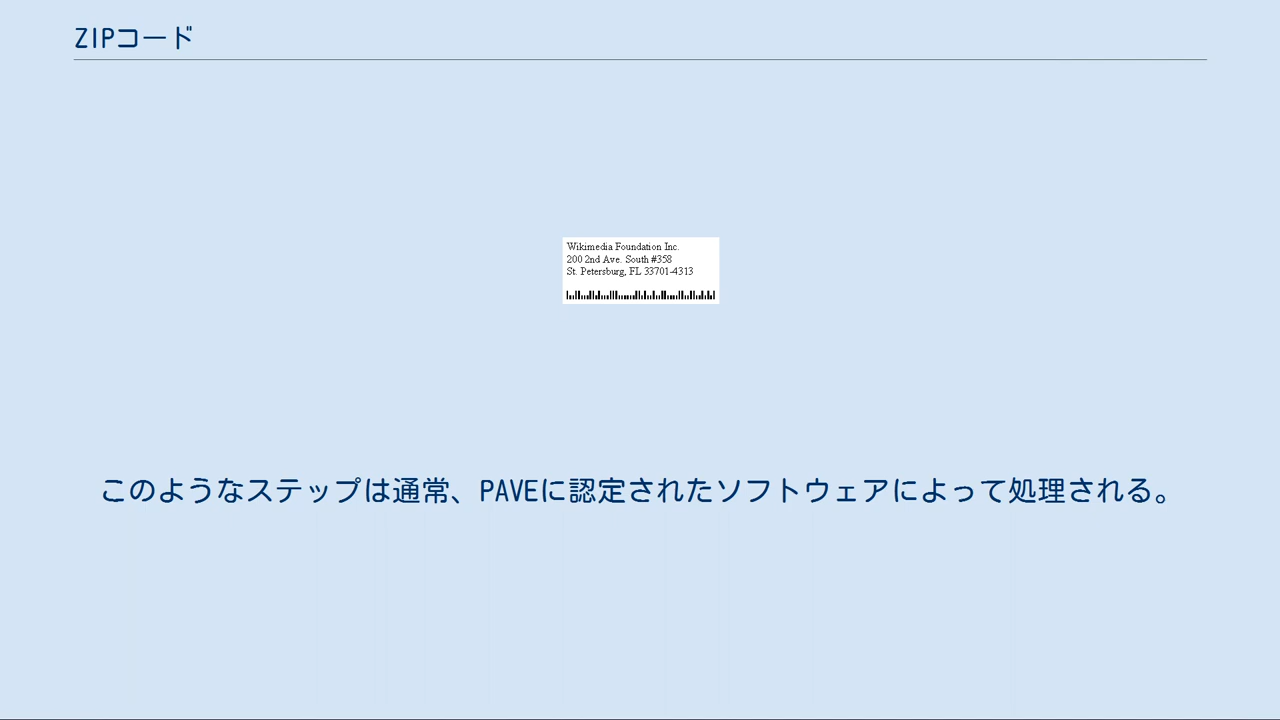 ZIPコード
Wikimedia Foundation Inc.
200 2nd Ave. South #358
St. Petersburg, FL 33701-4313
このようなステップは通常、PAVEに認定されたソフトウェアによって処理される。